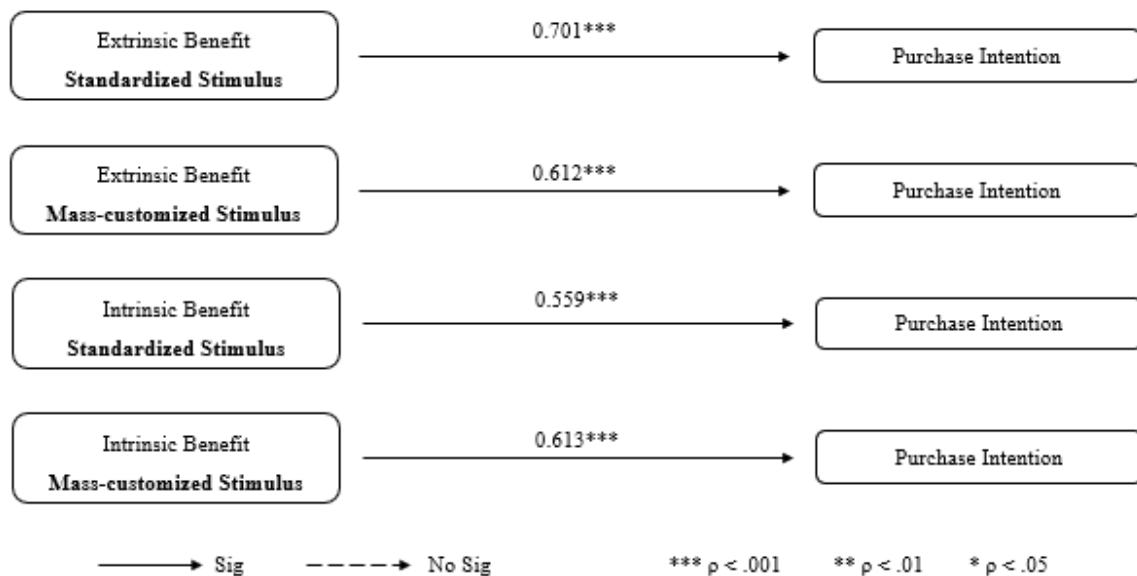 Extrinsic Benefit
Standardized Stimulus
0.701***
Purchase Intention
Extrinsic Benefit
Mass-customized Stimulus
0.612***
Purchase Intention
Intrinsic Benefit
Standardized Stimulus
0.559***
Purchase Intention
Intrinsic Benefit
Mass-customized Stimulus
0.613***
Purchase Intention
Sig No Sig *** ρ < .001 ** ρ < .01 * ρ < .05